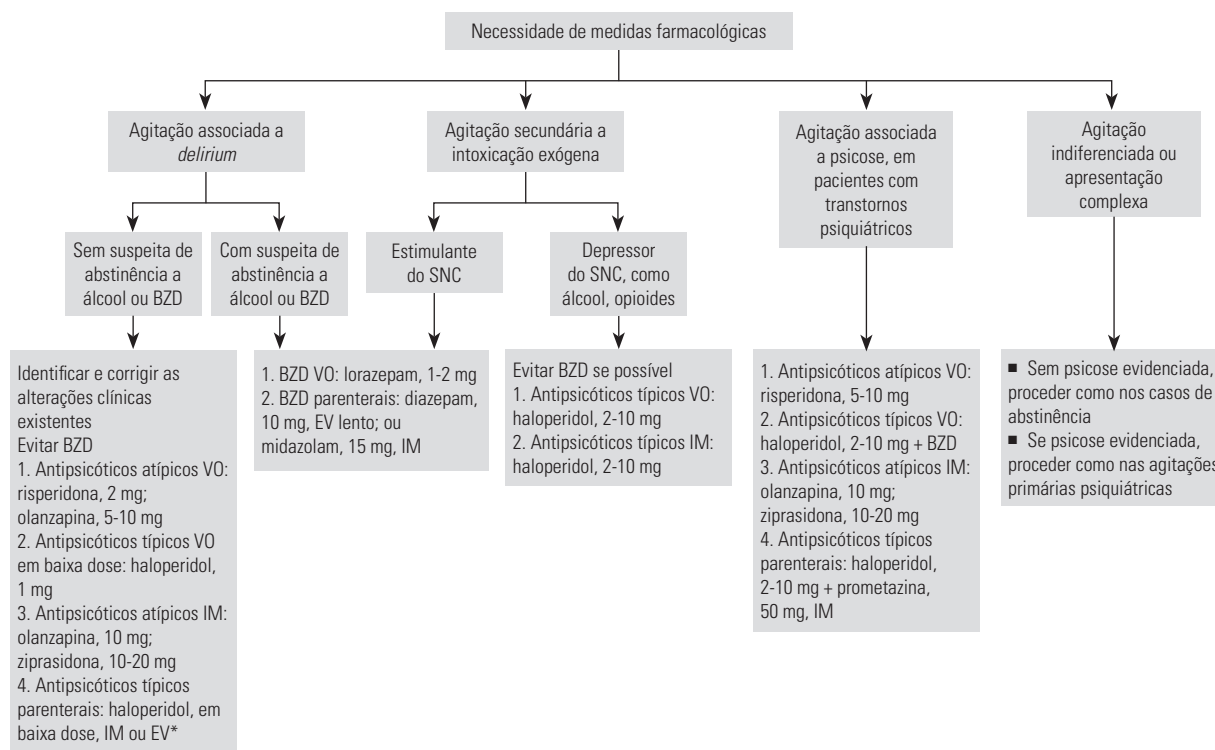 Necessidade de medidas farmacológicas
Agitação associada a
delirium
Agitação secundária a
intoxicação exógena
Agitação associada
a psicose, em
pacientes com
transtornos
psiquiátricos
Agitação
indiferenciada ou
apresentação
complexa
Sem suspeita de
abstinência a
álcool ou BZD
Com suspeita de
abstinência a
álcool ou BZD
Estimulante
do SNC
Depressor
do SNC, como
álcool, opioides
Identificar e corrigir as
alterações clínicas
existentes
Evitar BZD
1. Antipsicóticos atípicos VO:
risperidona, 2 mg;
olanzapina, 5-10 mg
2. Antipsicóticos típicos VO
em baixa dose: haloperidol,
1 mg
3. Antipsicóticos atípicos IM:
olanzapina, 10 mg;
ziprasidona, 10-20 mg
4. Antipsicóticos típicos
parenterais: haloperidol, em
baixa dose, IM ou EV*
1. BZD VO: lorazepam, 1-2 mg
2. BZD parenterais: diazepam,
10 mg, EV lento; ou
midazolam, 15 mg, IM
Evitar BZD se possível
1. Antipsicóticos típicos VO:
haloperidol, 2-10 mg
2. Antipsicóticos típicos IM:
haloperidol, 2-10 mg
1. Antipsicóticos atípicos VO:
risperidona, 5-10 mg
2. Antipsicóticos típicos VO:
haloperidol, 2-10 mg + BZD
3. Antipsicóticos atípicos IM:
olanzapina, 10 mg;
ziprasidona, 10-20 mg
4. Antipsicóticos típicos
parenterais: haloperidol,
2-10 mg + prometazina,
50 mg, IM
■ Sem psicose evidenciada,
proceder como nos casos de
abstinência
■ Se psicose evidenciada,
proceder como nas agitações
primárias psiquiátricas